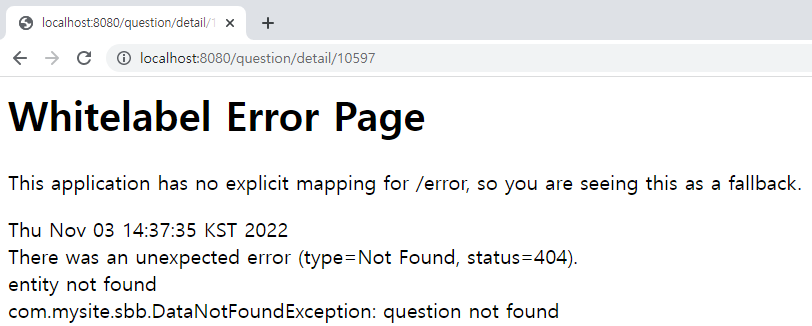 localhost:8080/question/detail/1
localhost:8080/question/detail/10597
Whitelabel Error Page
This application has no explicit mapping for /error, so you are seeing this as a fallback.
Thu Nov 03 14:37:35 KST 2022
There was an unexpected error (type=Not Found, status=404).
entity not found
com.mysite.sbb.DataNotFoundException: question not found